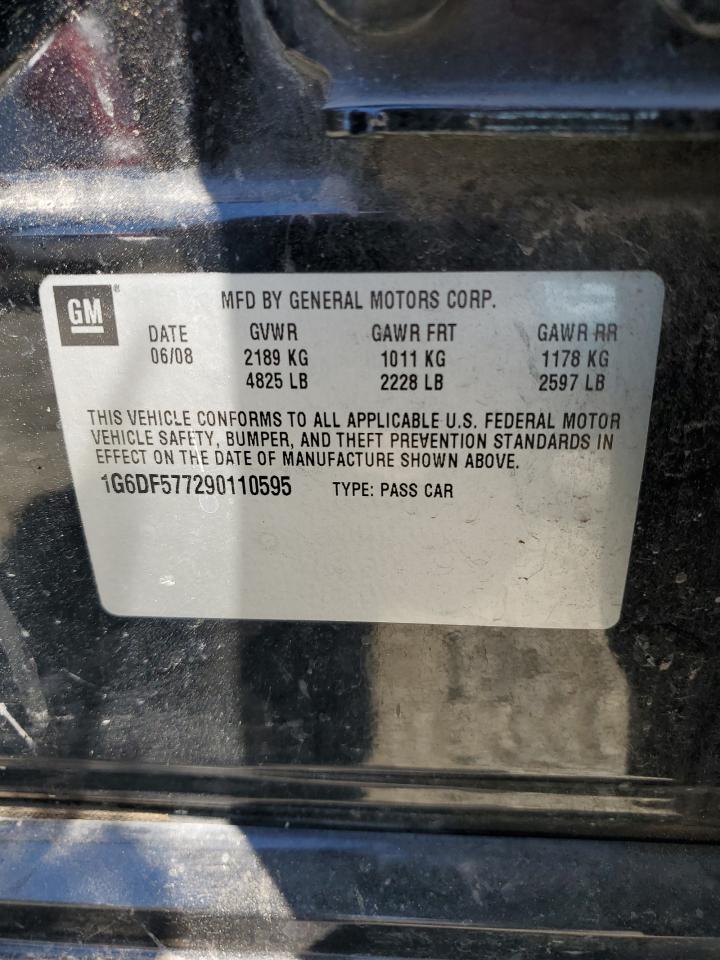 GM®
MFD BY GENERAL MOTORS CORP.
DATE GVWR GAWR FRT GAWR RR
06/08 2189 KG 1011 KG 1178 KG
4825 LB 2228 LB 2597 LB
THIS VEHICLE CONFORMS TO ALL APPLICABLE U.S. FEDERAL MOTOR
VEHICLE SAFETY, BUMPER, AND THEFT PREVENTION STANDARDS IN
EFFECT ON THE DATE OF MANUFACTURE SHOWN ABOVE.
1G6DF577290110595 TYPE: PASS CAR